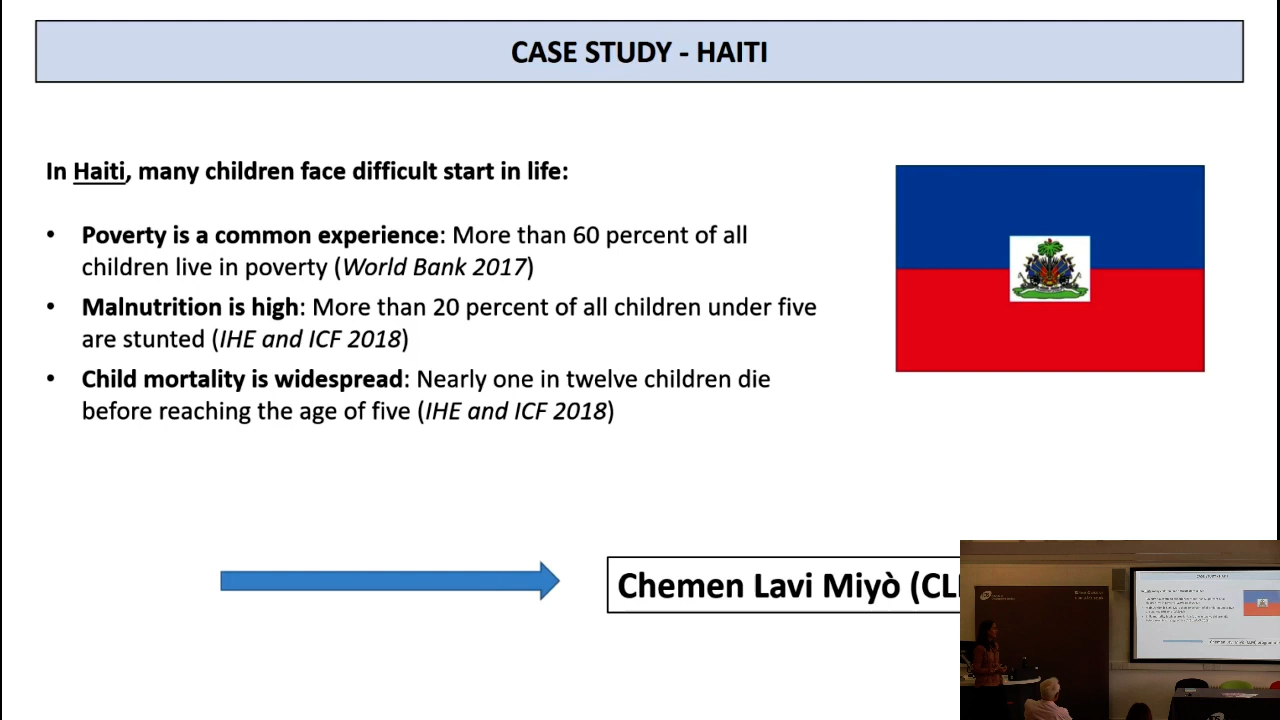 CASE STUDY - HAITI
In Haiti, many children face difficult start in life:
• Poverty is a common experience: More than 60 percent of all
children live in poverty (World Bank 2017)
• Malnutrition is high: More than 20 percent of all children under five
are stunted (IHE and ICF 2018)
• Child mortality is widespread: Nearly one in twelve children die
before reaching the age of five (IHE and ICF 2018)
Chemen Lavi Miyò (CL
CASE STUDY - HAITI